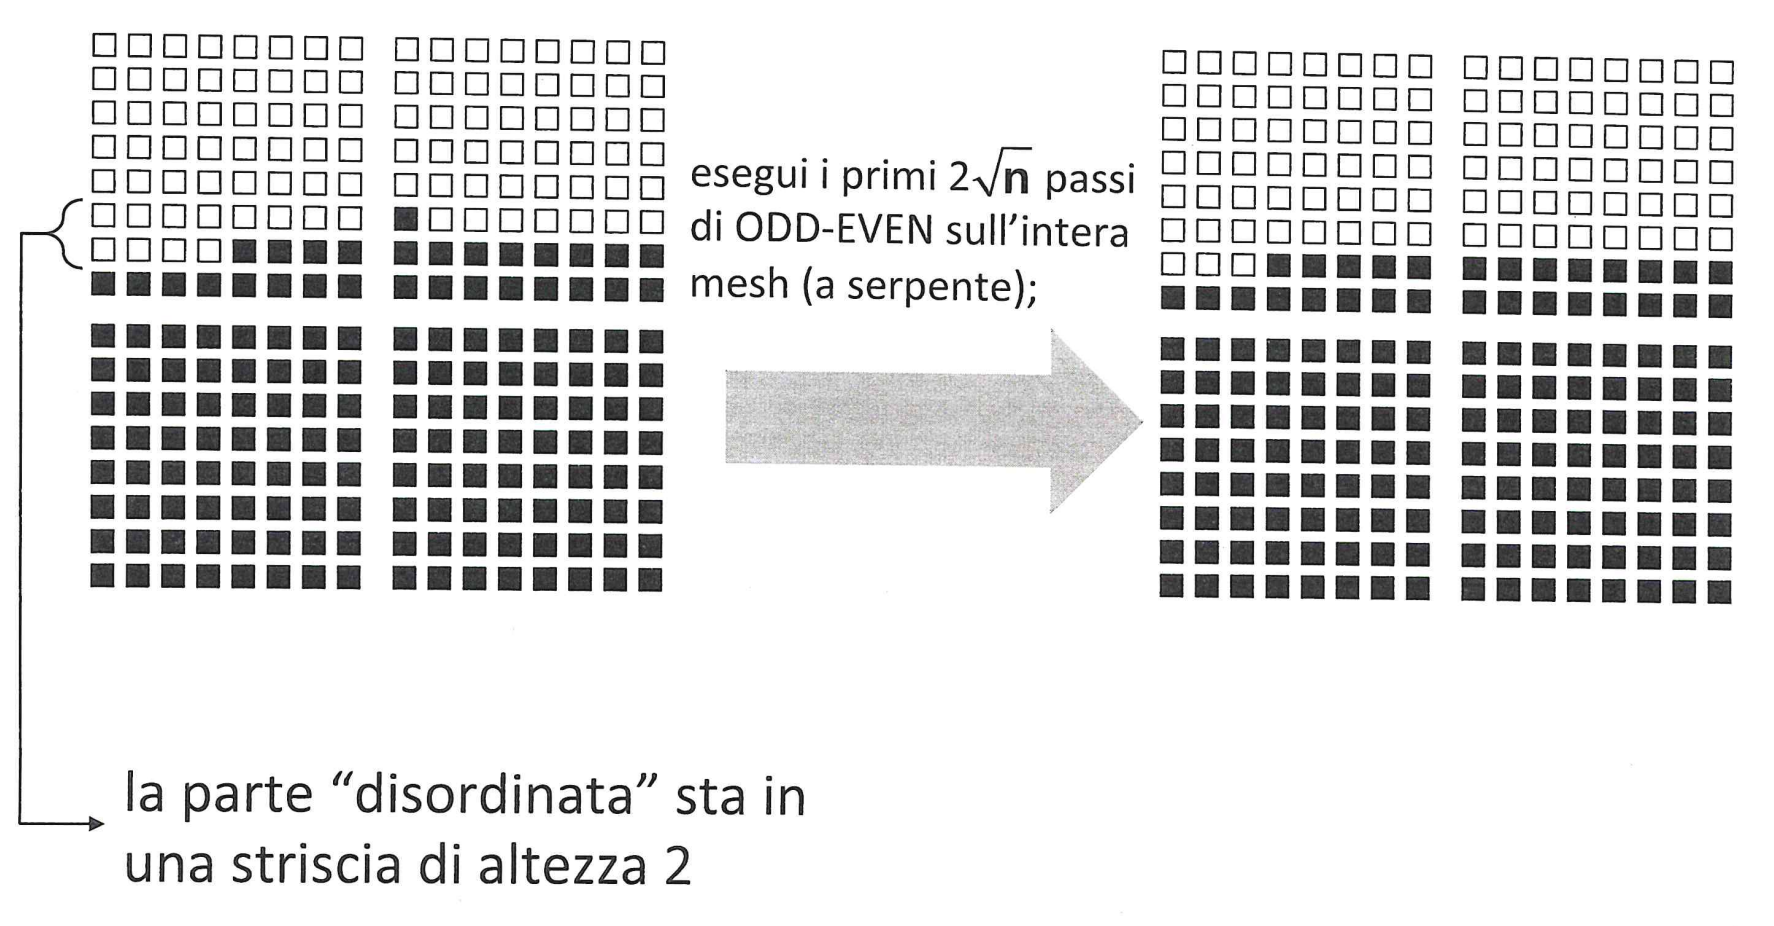 esegui i primi 2√n passi
di ODD-EVEN sull'intera
mesh (a serpente);
la parte “disordinata” sta in
una striscia di altezza 2